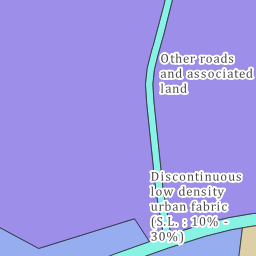 Other roads
and associated
land
Discontinuous
low density
urban fabric
(S.L. : 10% -
30%)